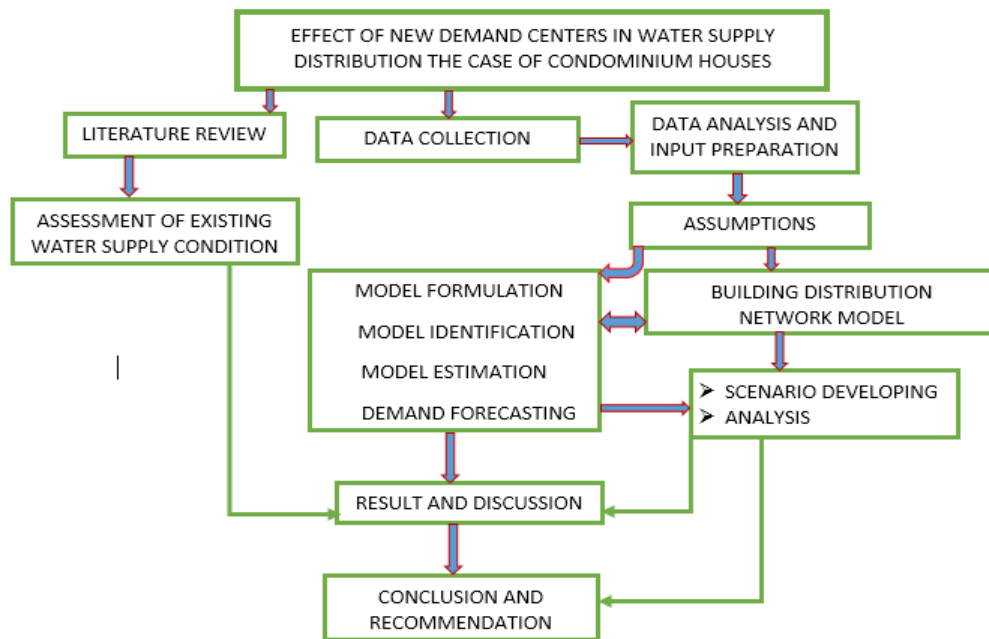 EFFECT OF NEW DEMAND CENTERS IN WATER SUPPLY
DISTRIBUTION THE CASE OF CONDOMINIUM HOUSES
LITERATURE REVIEW
DATA COLLECTION
DATA ANALYSIS AND
INPUT PREPARATION
ASSESSMENT OF EXISTING
WATER SUPPLY CONDITION
ASSUMPTIONS
MODEL FORMULATION
MODEL IDENTIFICATION
MODEL ESTIMATION
DEMAND FORECASTING
BUILDING DISTRIBUTION
NETWORK MODEL
➢ SCENARIO DEVELOPING
➢ ANALYSIS
RESULT AND DISCUSSION
CONCLUSION AND
RECOMMENDATION